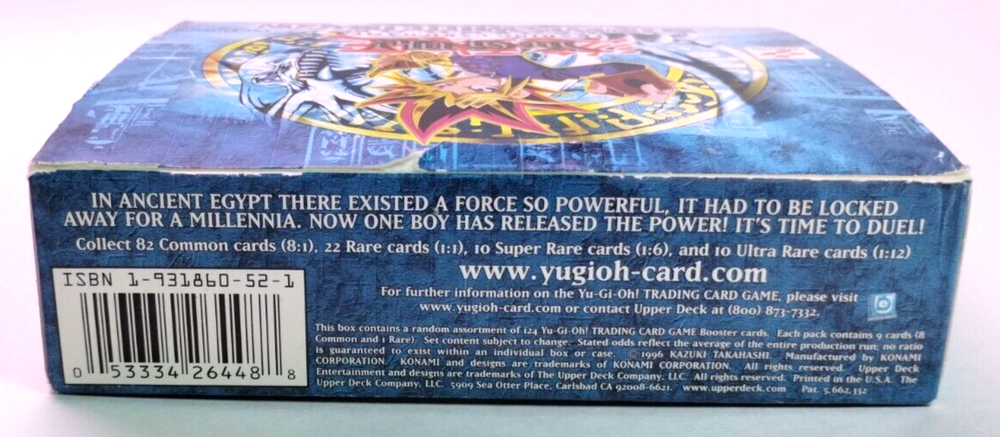 IN ANCIENT EGYPT THERE EXISTED A FORCE SO POWERFUL, IT HAD TO BE LOCKED
AWAY FOR A MILLENNIA. NOW ONE BOY HAS RELEASED THE POWER! IT'S TIME TO DUEL!
Collect 82 Common cards (8:1), 22 Rare cards (1:1), 10 Super Rare cards (1:6), and 10 Ultra Rare cards (1:12)
www.yugioh-card.com
For further information on the Yu-Gi-Oh! TRADING CARD GAME, please visit
www.yugioh-card.com or contact Upper Deck at (800) 873-7332.
ISBN 1-931860-52-1
0 53334 26448 8
This box contains a random assortment of 124 Yu-Gi-Oh! TRADING CARD GAME Booster cards. Each pack contains 9 cards (8
Common and 1 Rare). Set content subject to change. Stated odds reflect the average of the entire production run; no ratio
is guaranteed to exist within an individual box or case. © 1996 KAZUKI TAKAHASHI. Manufactured by KONAMI
CORPORATION. KONAMI and designs are trademarks of KONAMI CORPORATION. All rights reserved. Upper Deck
Entertainment and designs are trademarks of The Upper Deck Company, LLC. All rights reserved. Printed in the U.S.A. The
Upper Deck Company, LLC. 5909 Sea Otter Place, Carlsbad CA 92008-6621. www.upperdeck.com Pat. 5,662,332